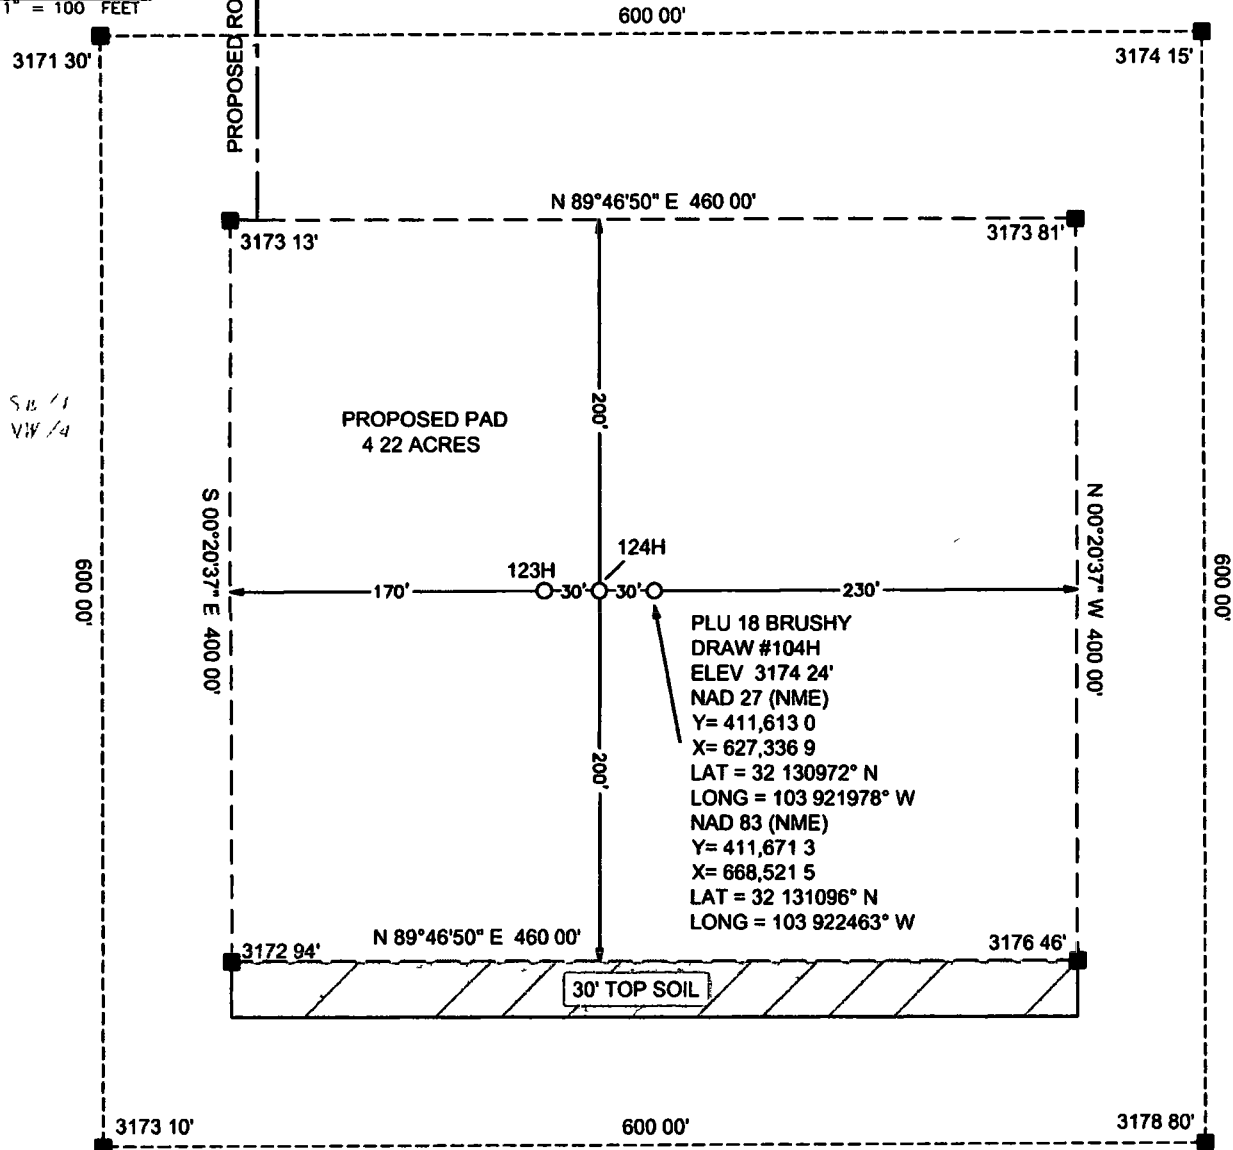 1" = 100 FEET
600 00'
3171 30'
3174 15'
PROPOSED RO
N 89°46'50" E 460 00'
3173 13'
3173 81'
PROPOSED PAD
4 22 ACRES
200'
S 00°20'37" E 400 00'
N 00°20'37" W 400 00'
600 00'
600 00'
123H
124H
170'
30'
30'
230'
PLU 18 BRUSHY
DRAW #104H
ELEV 3174 24'
NAD 27 (NME)
Y= 411,613 0
X= 627,336 9
LAT = 32 130972° N
LONG = 103 921978° W
NAD 83 (NME)
Y= 411,671 3
X= 668,521 5
LAT = 32 131096° N
LONG = 103 922463° W
200'
N 89°46'50" E 460 00'
3172 94'
3176 46'
30' TOP SOIL
3173 10'
600 00'
3178 80'